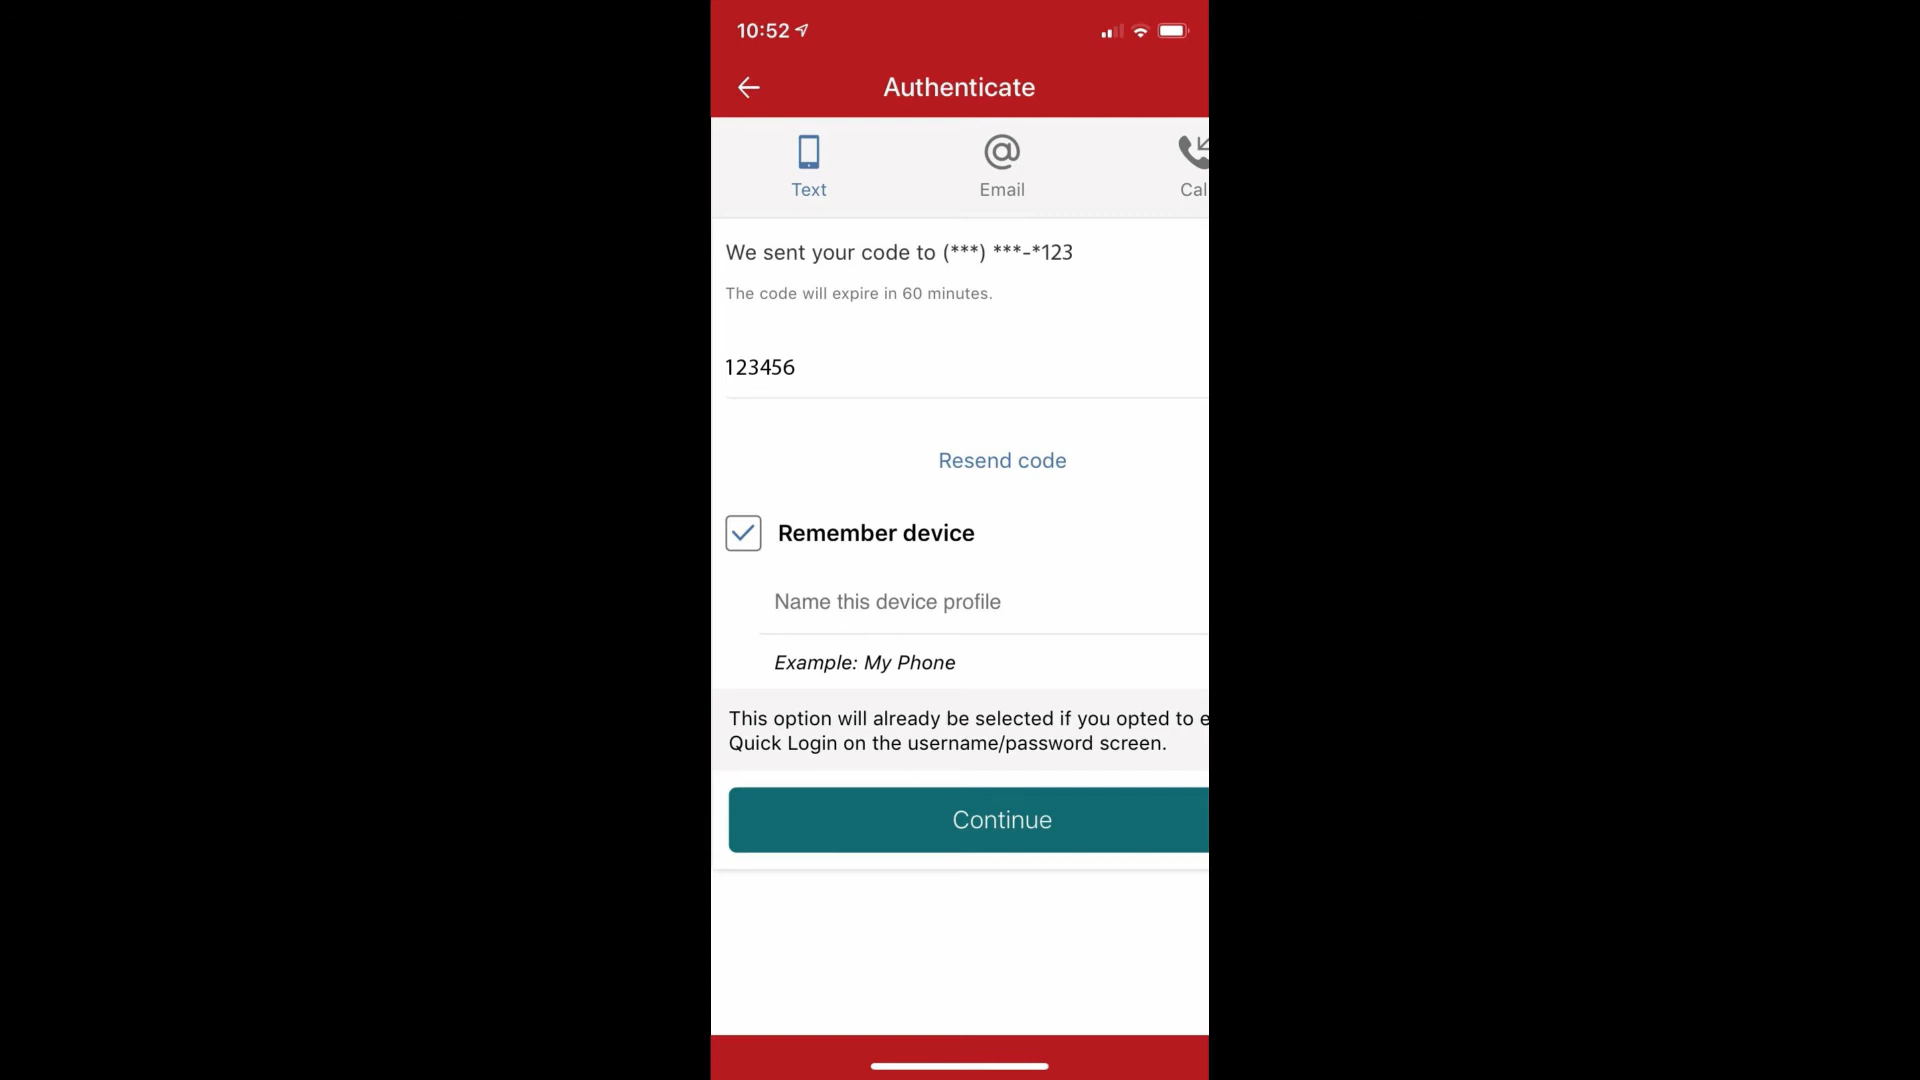 10:52
Authenticate
Text
Email
Cal
We sent your code to (***) ***-*123
The code will expire in 60 minutes.
123456
Resend code
Remember device
Name this device profile
Example: My Phone
This option will already be selected if you opted to e
Quick Login on the username/password screen.
Continue